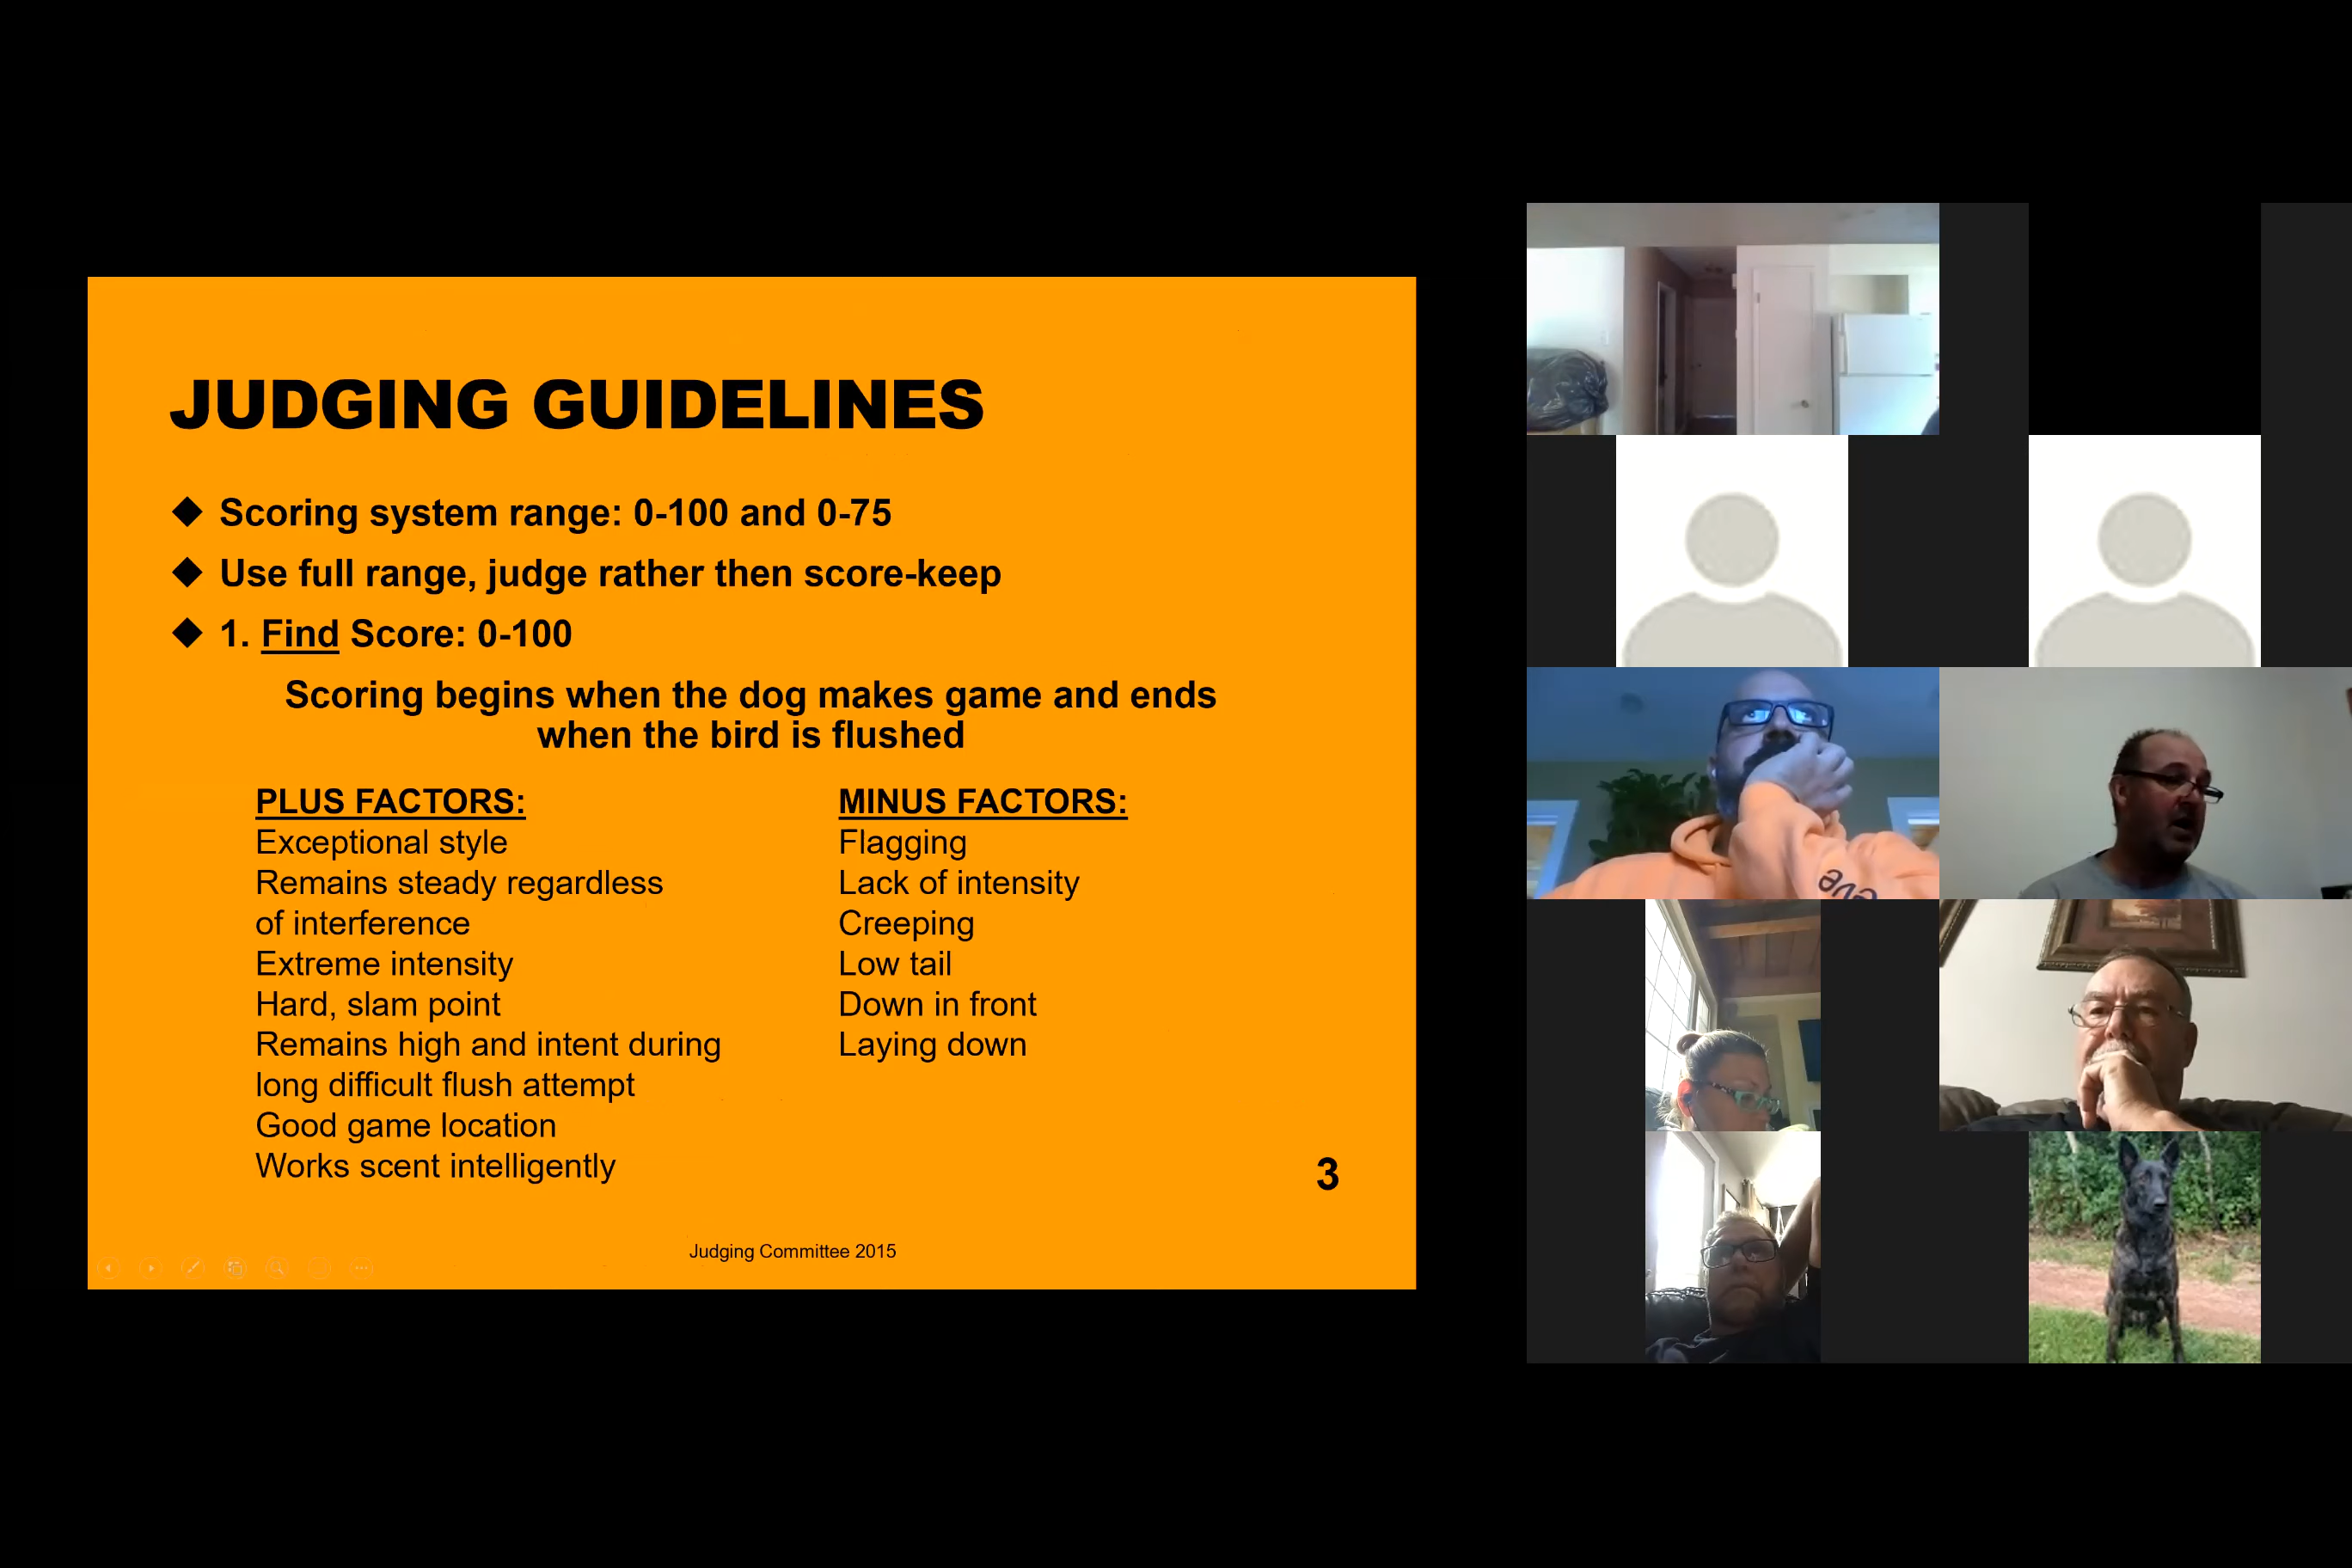 JUDGING GUIDELINES
◆ Scoring system range: 0-100 and 0-75
◆ Use full range, judge rather then score-keep
◆ 1. Find Score: 0-100
Scoring begins when the dog makes game and ends
when the bird is flushed
PLUS FACTORS:
Exceptional style
Remains steady regardless
of interference
Extreme intensity
Hard, slam point
Remains high and intent during
long difficult flush attempt
Good game location
Works scent intelligently
MINUS FACTORS:
Flagging
Lack of intensity
Creeping
Low tail
Down in front
Laying down
3
Judging Committee 2015